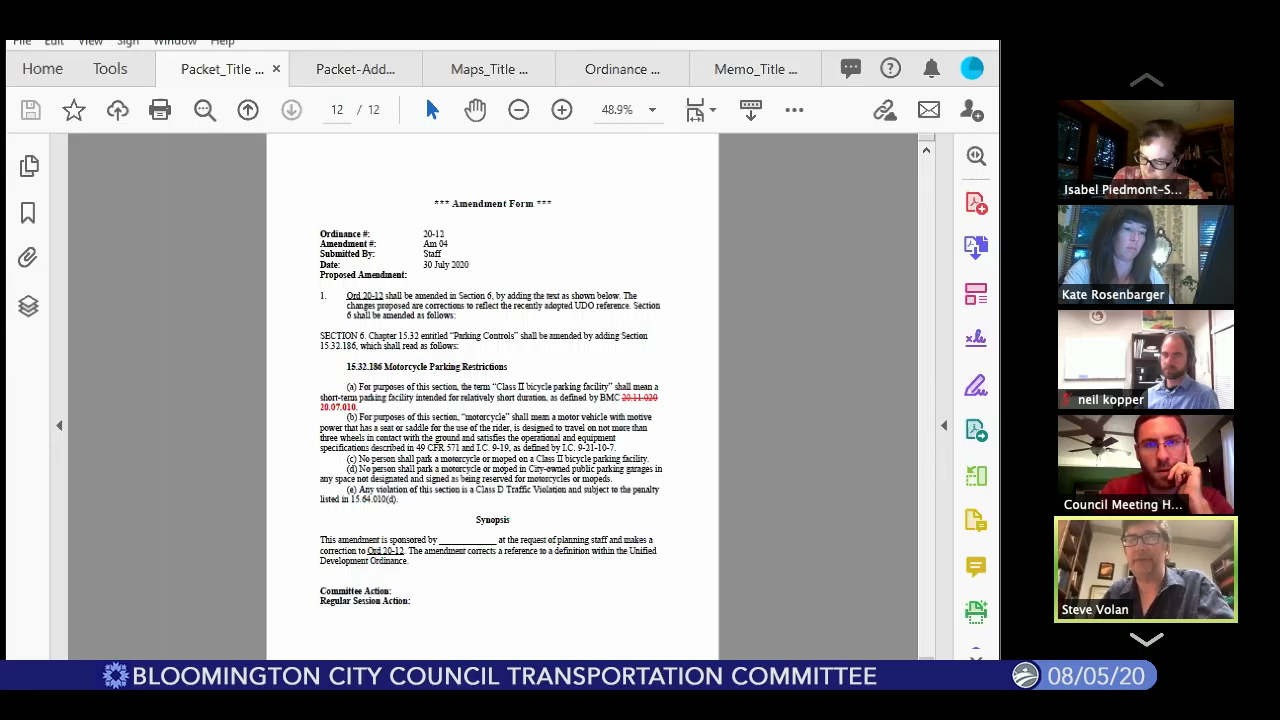 File Edit View Sign Window Help
Home Tools Packet_Title ... × Packet-Add... Maps_Title ... Ordinance ... Memo_Title ...
12 / 12 48.9%
*** Amendment Form ***
Ordinance #: 20-12
Amendment #: Am 04
Submitted By: Staff
Date: 30 July 2020
Proposed Amendment:
1. Ord 20-12 shall be amended in Section 6, by adding the text as shown below. The
changes proposed are corrections to reflect the recently adopted UDO reference. Section
6 shall be amended as follows:
SECTION 6. Chapter 15.32 entitled “Parking Controls” shall be amended by adding Section
15.32.186, which shall read as follows:
15.32.186 Motorcycle Parking Restrictions
(a) For purposes of this section, the term “Class II bicycle parking facility” shall mean a
short-term parking facility intended for relatively short duration, as defined by BMC 20.11.020
20.07.010.
(b) For purposes of this section, “motorcycle” shall mean a motor vehicle with motive
power that has a seat or saddle for the use of the rider, is designed to travel on not more than
three wheels in contact with the ground and satisfies the operational and equipment
specifications described in 49 CFR 571 and I.C. 9-19, as defined by I.C. 9-21-10-7.
(c) No person shall park a motorcycle or moped on a Class II bicycle parking facility.
(d) No person shall park a motorcycle or moped in City-owned public parking garages in
any space not designated and signed as being reserved for motorcycles or mopeds.
(e) Any violation of this section is a Class D Traffic Violation and subject to the penalty
listed in 15.64.010(d).
Synopsis
This amendment is sponsored by ____________ at the request of planning staff and makes a
correction to Ord 20-12. The amendment corrects a reference to a definition within the Unified
Development Ordinance.
Committee Action:
Regular Session Action:
Isabel Piedmont-S...
Kate Rosenbarger
neil kopper
Council Meeting H...
Steve Volan
BLOOMINGTON CITY COUNCIL TRANSPORTATION COMMITTEE 08/05/20